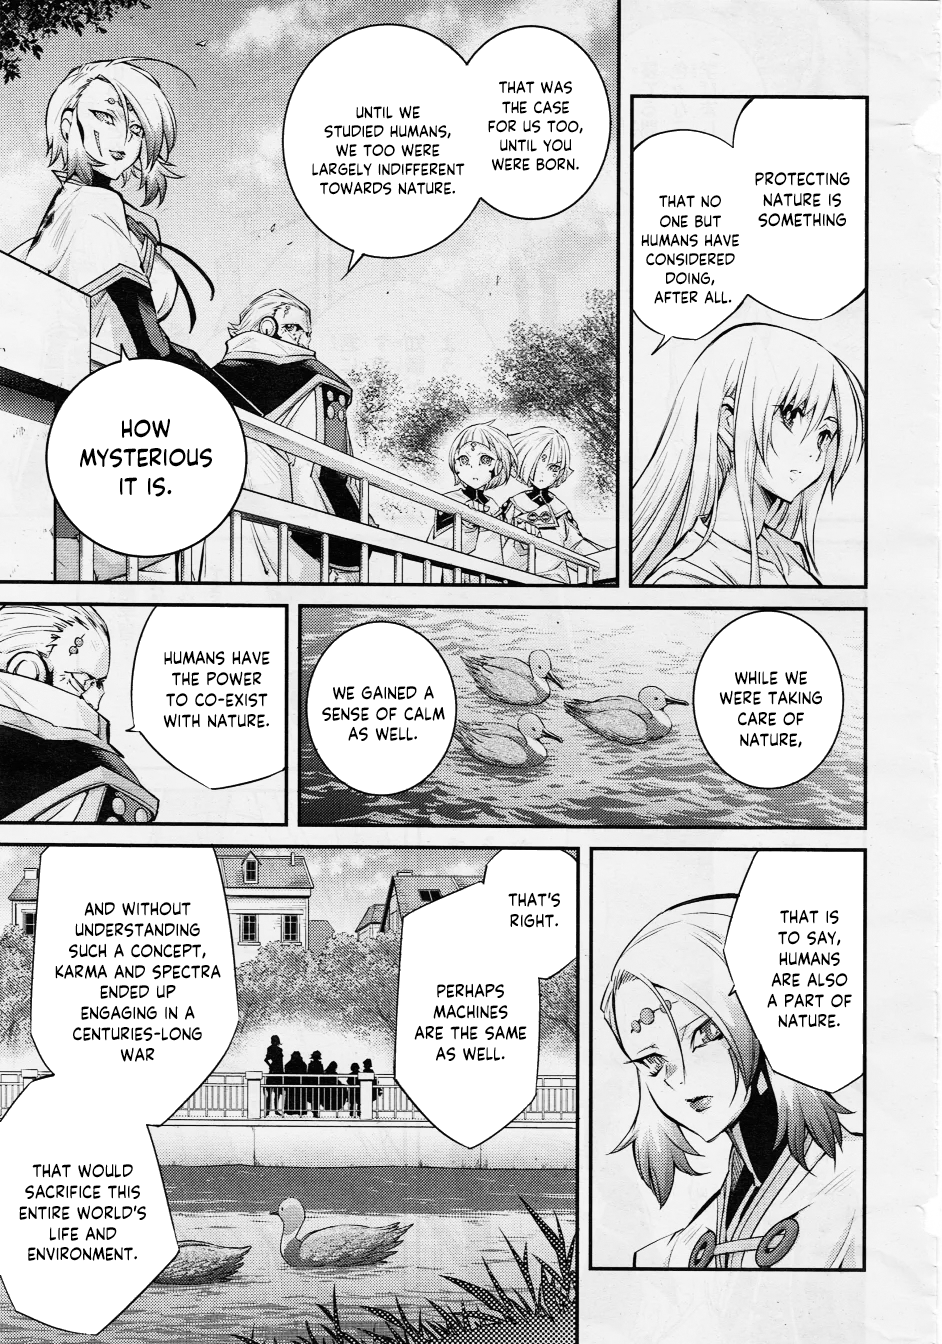 PROTECTING
NATURE IS
SOMETHING
THAT NO
ONE BUT
HUMANS HAVE
CONSIDERED
DOING,
AFTER ALL.
THAT WAS
THE CASE
FOR US TOO,
UNTIL YOU
WERE BORN.
UNTIL WE
STUDIED HUMANS,
WE TOO WERE
LARGELY INDIFFERENT
TOWARDS NATURE.
HOW
MYSTERIOUS
IT IS.
WHILE WE
WERE TAKING
CARE OF
NATURE,
WE GAINED A
SENSE OF CALM
AS WELL.
HUMANS HAVE
THE POWER
TO CO-EXIST
WITH NATURE.
THAT IS
TO SAY,
HUMANS
ARE ALSO
A PART OF
NATURE.
THAT'S
RIGHT.
PERHAPS
MACHINES
ARE THE SAME
AS WELL.
AND WITHOUT
UNDERSTANDING
SUCH A CONCEPT,
KARMA AND SPECTRA
ENDED UP
ENGAGING IN A
CENTURIES-LONG
WAR
THAT WOULD
SACRIFICE THIS
ENTIRE WORLD'S
LIFE AND
ENVIRONMENT.